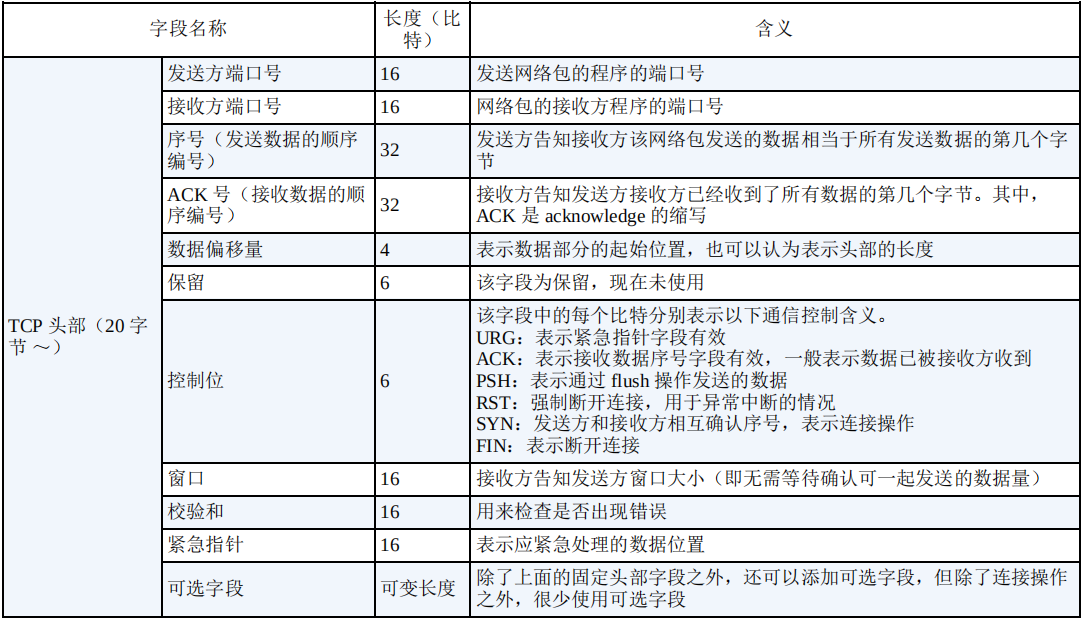 字段名称
长度（比
特）
含义
TCP 头部（20 字
节 ～）
发送方端口号
16
发送网络包的程序的端口号
接收方端口号
16
网络包的接收方程序的端口号
序号（发送数据的顺序
编号）
32
发送方告知接收方该网络包发送的数据相当于所有发送数据的第几个字
节
ACK 号（接收数据的顺
序编号）
32
接收方告知发送方接收方已经收到了所有数据的第几个字节。其中，
ACK 是 acknowledge 的缩写
数据偏移量
4
表示数据部分的起始位置，也可以认为表示头部的长度
保留
6
该字段为保留，现在未使用
控制位
6
该字段中的每个比特分别表示以下通信控制含义。
URG：表示紧急指针字段有效
ACK：表示接收数据序号字段有效，一般表示数据已被接收方收到
PSH：表示通过 flush 操作发送的数据
RST：强制断开连接，用于异常中断的情况
SYN：发送方和接收方相互确认序号，表示连接操作
FIN：表示断开连接
窗口
16
接收方告知发送方窗口大小（即无需等待确认可一起发送的数据量）
校验和
16
用来检查是否出现错误
紧急指针
16
表示应紧急处理的数据位置
可选字段
可变长度
除了上面的固定头部字段之外，还可以添加可选字段，但除了连接操作
之外，很少使用可选字段